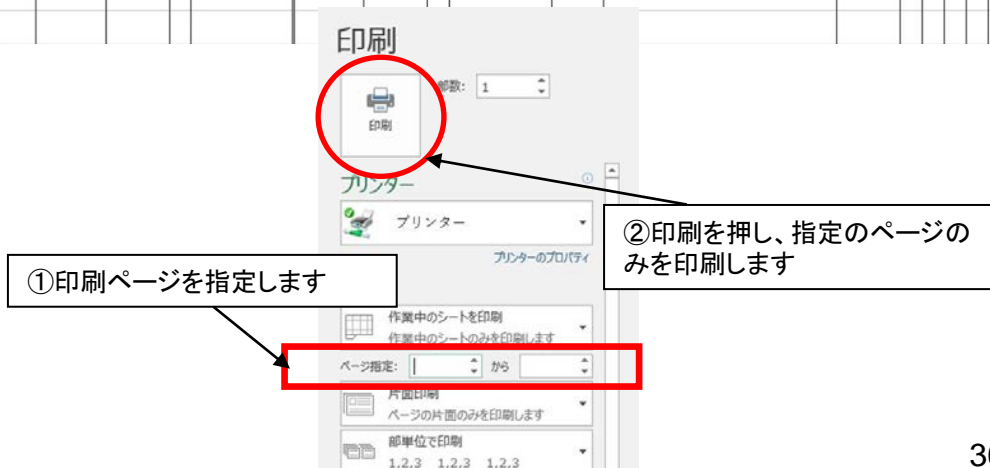 印刷
部数: 1
印刷
プリンター
プリンター
②印刷を押し、指定のページの
みを印刷します
プリンターのプロパティ
①印刷ページを指定します
作業中のシートを印刷
作業中のシートのみを印刷します
ページ指定: から
片面印刷
ページの片面のみを印刷します
部単位で印刷
1,2,3 1,2,3 1,2,3